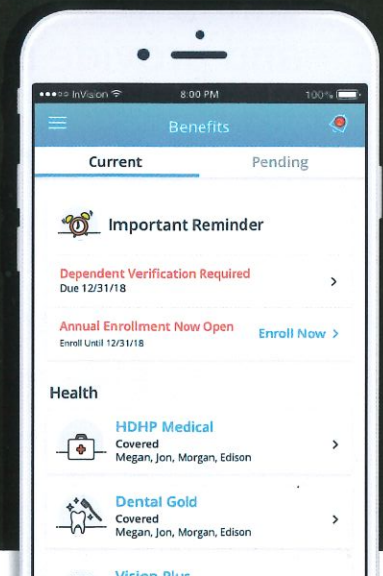 InVision
8:00 PM
100%
Benefits
Current
Pending
Important Reminder
Dependent Verification Required
Due 12/31/18
Annual Enrollment Now Open
Enroll Until 12/31/18
Enroll Now >
Health
HDHP Medical
Covered
Megan, Jon, Morgan, Edison
Dental Gold
Covered
Megan, Jon, Morgan, Edison
Vision Plus